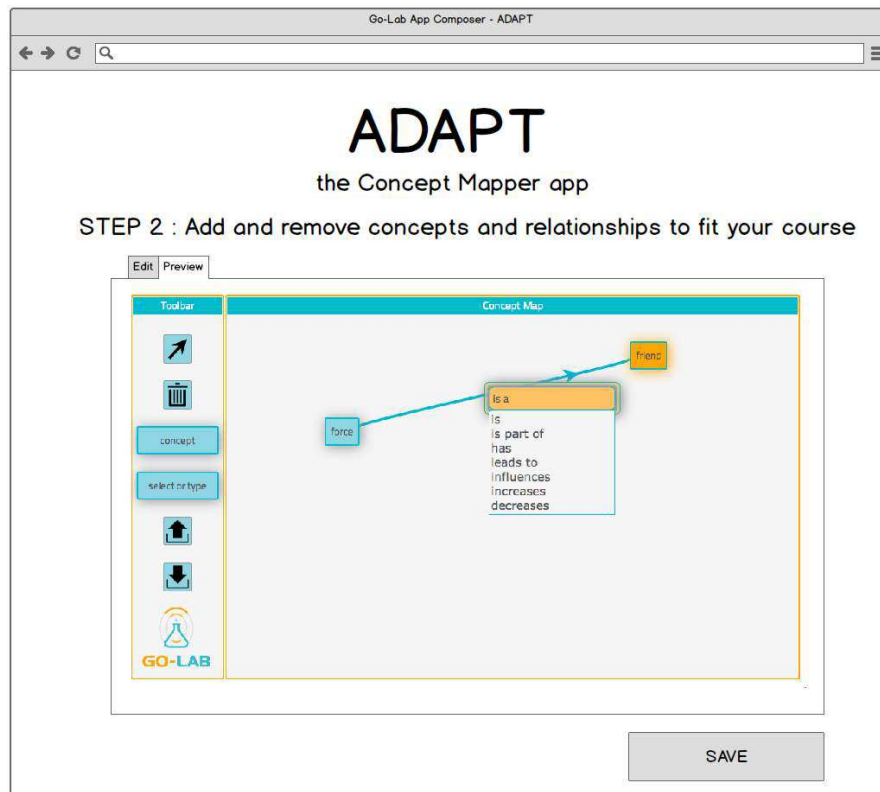 Go-Lab App Composer - ADAPT
ADAPT
the Concept Mapper app
STEP 2 : Add and remove concepts and relationships to fit your course
Edit Preview
Toolbar
Concept Map
friend
is a
force
is
is part of
has
leads to
influences
increases
decreases
concept
select or type
GO-LAB
SAVE